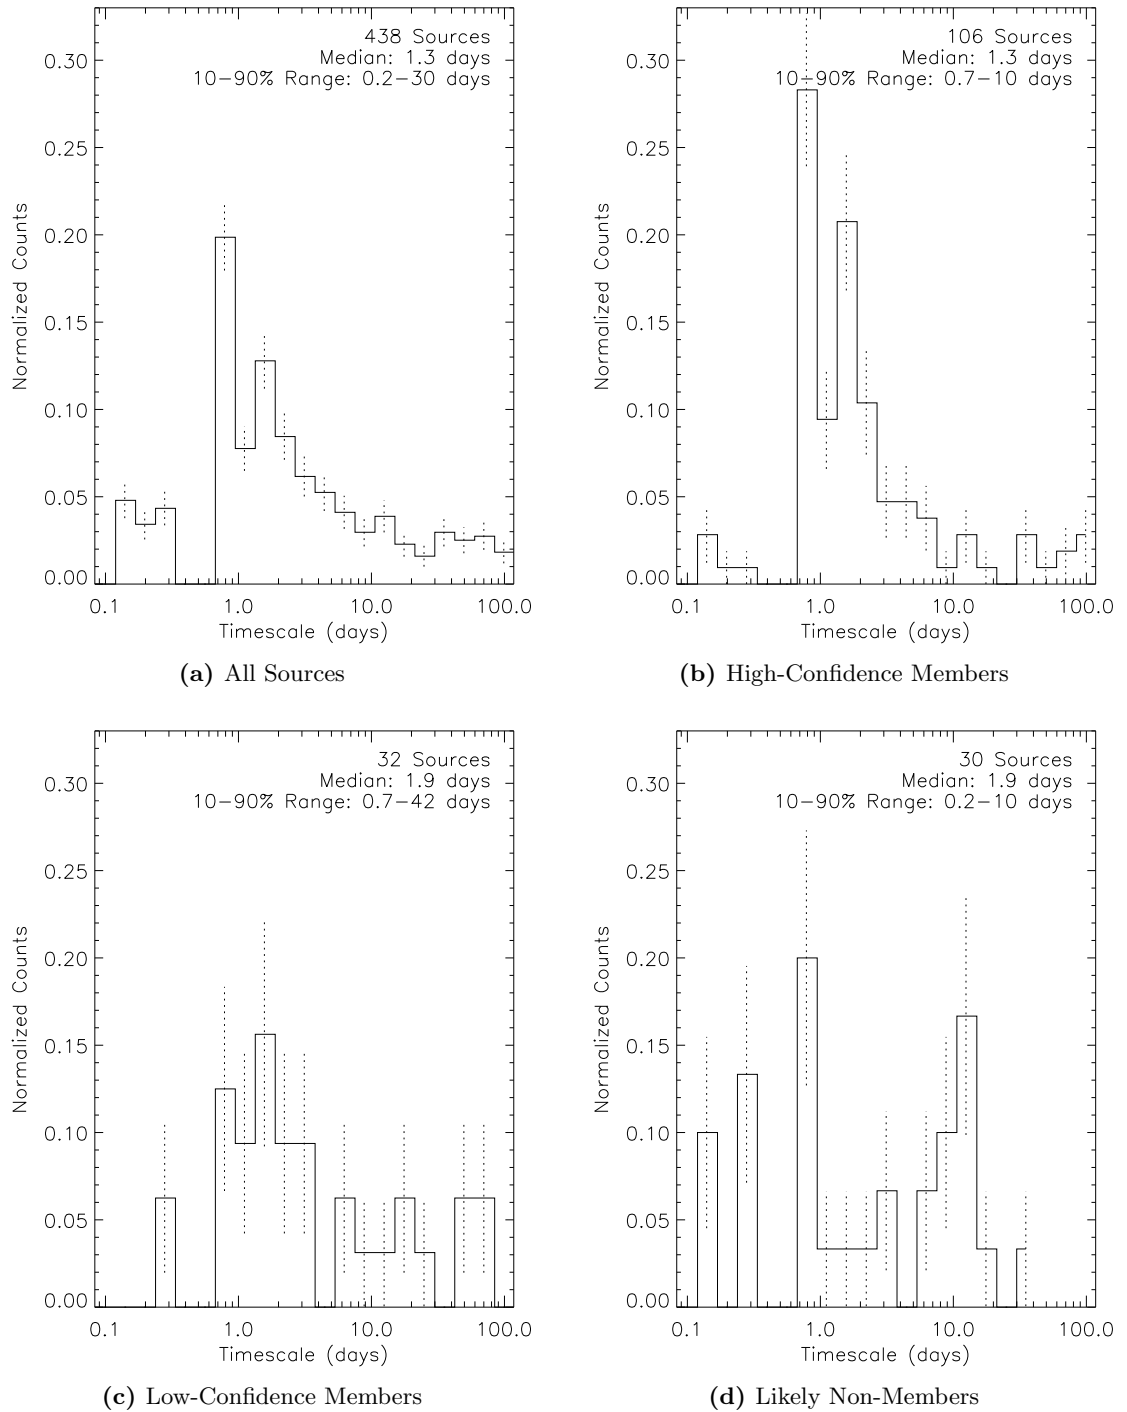 438 Sources
Median: 1.3 days
10-90% Range: 0.2-30 days
0.30
0.25
0.20
0.15
0.10
0.05
0.00
Normalized Counts
0.1 1.0 10.0 100.0
Timescale (days)
(a) All Sources
106 Sources
Median: 1.3 days
10-90% Range: 0.7-10 days
0.30
0.25
0.20
0.15
0.10
0.05
0.00
Normalized Counts
0.1 1.0 10.0 100.0
Timescale (days)
(b) High-Confidence Members
32 Sources
Median: 1.9 days
10-90% Range: 0.7-42 days
0.30
0.25
0.20
0.15
0.10
0.05
0.00
Normalized Counts
0.1 1.0 10.0 100.0
Timescale (days)
(c) Low-Confidence Members
30 Sources
Median: 1.9 days
10-90% Range: 0.2-10 days
0.30
0.25
0.20
0.15
0.10
0.05
0.00
Normalized Counts
0.1 1.0 10.0 100.0
Timescale (days)
(d) Likely Non-Members